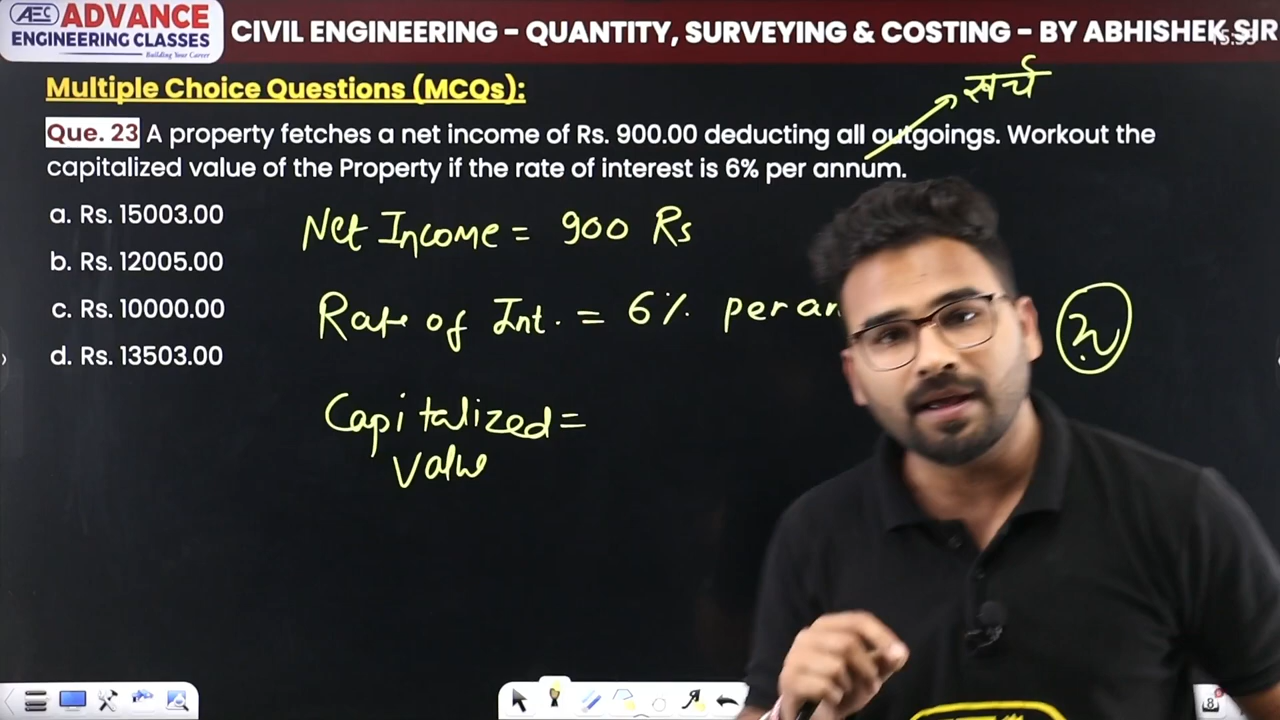 AEC ADVANCE
ENGINEERING CLASSES
Building Your Career
CIVIL ENGINEERING - QUANTITY, SURVEYING & COSTING - BY ABHISHEK SIR
Multiple Choice Questions (MCQs):
खर्च
Que. 23 A property fetches a net income of Rs. 900.00 deducting all outgoings. Workout the
capitalized value of the Property if the rate of interest is 6% per annum.
a. Rs. 15003.00
b. Rs. 12005.00
c. Rs. 10000.00
d. Rs. 13503.00
Net Income = 900 Rs
Rate of Int. = 6% per an
Capitalized =
Value